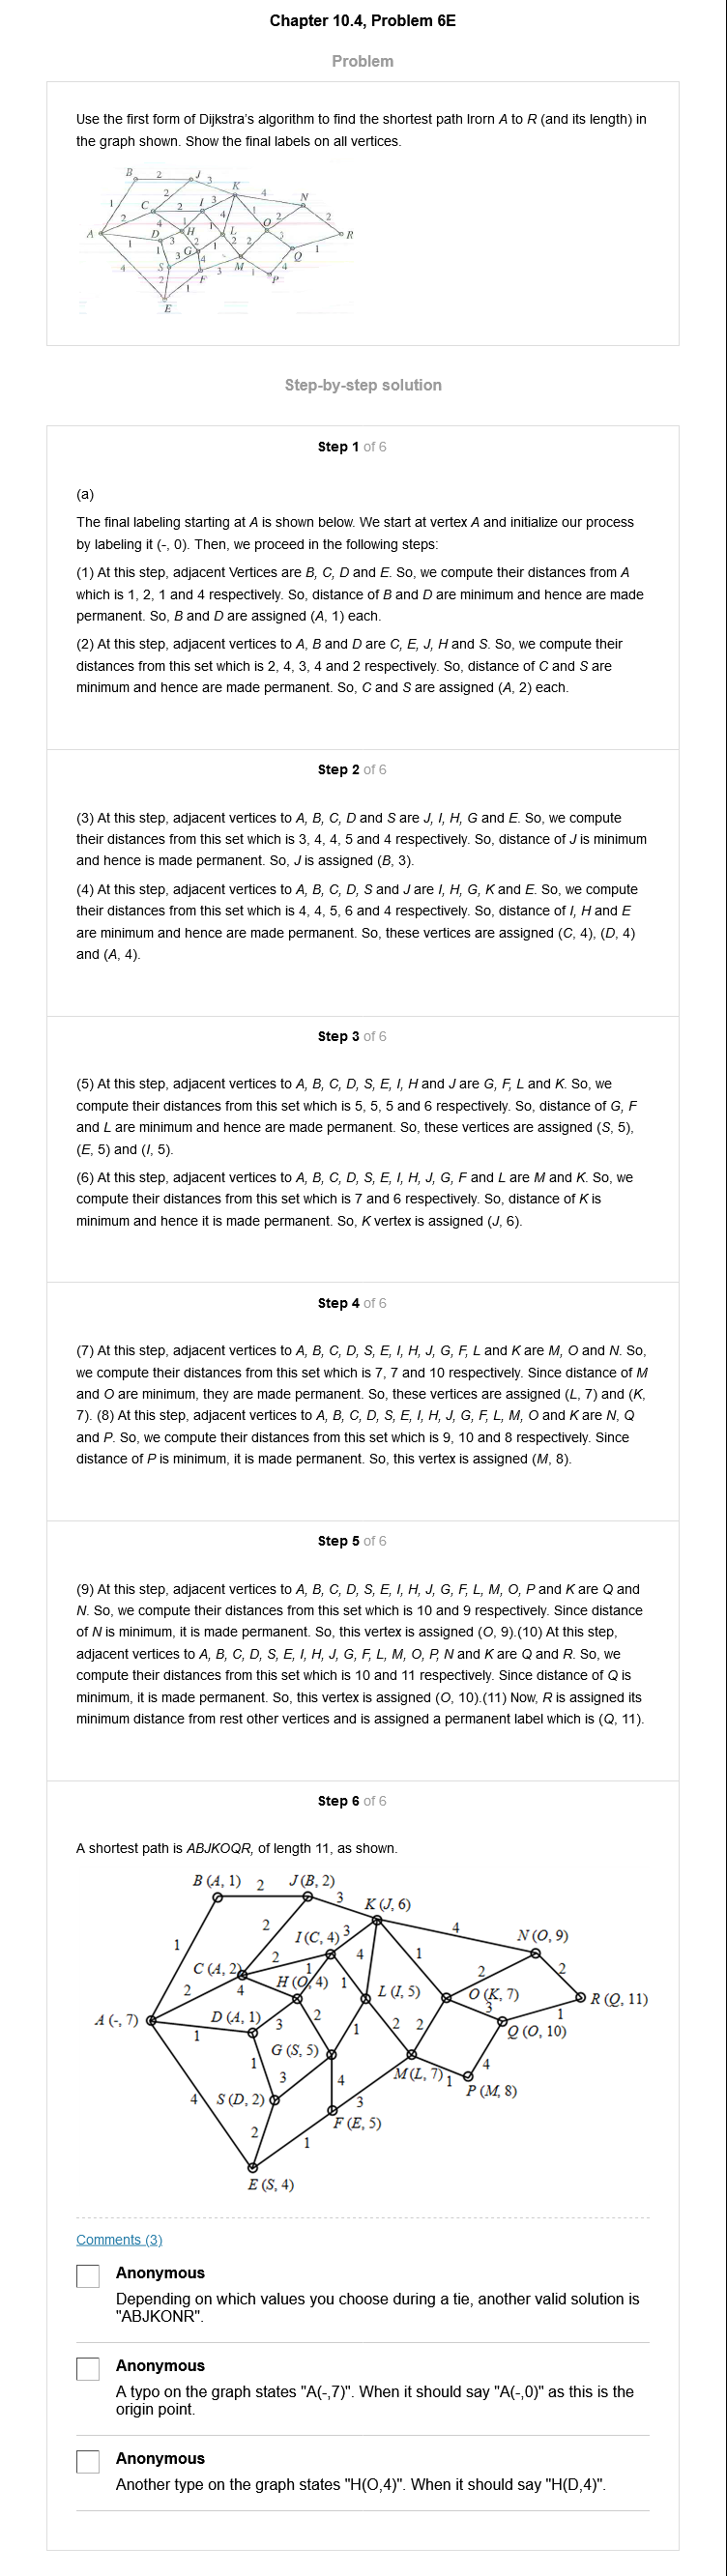 Chapter 10.4, Problem 6E
Problem
Use the first form of Dijkstra's algorithm to find the shortest path Irorn A to R (and its length) in
the graph shown. Show the final labels on all vertices.
B 2 J 3 K
2 4 N
1 C 2 I 3 1
2 4 1 4 O 2 2
A D H 1 L 3 R
1 3 2 2 2 1
1 3 G 1 Q
4 S 4 3 M 1 4
2 F P
1
E
Step-by-step solution
Step 1 of 6
(a)
The final labeling starting at A is shown below. We start at vertex A and initialize our process
by labeling it (-, 0). Then, we proceed in the following steps:
(1) At this step, adjacent Vertices are B, C, D and E. So, we compute their distances from A
which is 1, 2, 1 and 4 respectively. So, distance of B and D are minimum and hence are made
permanent. So, B and D are assigned (A, 1) each.
(2) At this step, adjacent vertices to A, B and D are C, E, J, H and S. So, we compute their
distances from this set which is 2, 4, 3, 4 and 2 respectively. So, distance of C and S are
minimum and hence are made permanent. So, C and S are assigned (A, 2) each.
Step 2 of 6
(3) At this step, adjacent vertices to A, B, C, D and S are J, I, H, G and E. So, we compute
their distances from this set which is 3, 4, 4, 5 and 4 respectively. So, distance of J is minimum
and hence is made permanent. So, J is assigned (B, 3).
(4) At this step, adjacent vertices to A, B, C, D, S and J are I, H, G, K and E. So, we compute
their distances from this set which is 4, 4, 5, 6 and 4 respectively. So, distance of I, H and E
are minimum and hence are made permanent. So, these vertices are assigned (C, 4), (D, 4)
and (A, 4).
Step 3 of 6
(5) At this step, adjacent vertices to A, B, C, D, S, E, I, H and J are G, F, L and K. So, we
compute their distances from this set which is 5, 5, 5 and 6 respectively. So, distance of G, F
and L are minimum and hence are made permanent. So, these vertices are assigned (S, 5),
(E, 5) and (I, 5).
(6) At this step, adjacent vertices to A, B, C, D, S, E, I, H, J, G, F and L are M and K. So, we
compute their distances from this set which is 7 and 6 respectively. So, distance of K is
minimum and hence it is made permanent. So, K vertex is assigned (J, 6).
Step 4 of 6
(7) At this step, adjacent vertices to A, B, C, D, S, E, I, H, J, G, F, L and K are M, O and N. So,
we compute their distances from this set which is 7, 7 and 10 respectively. Since distance of M
and O are minimum, they are made permanent. So, these vertices are assigned (L, 7) and (K,
7). (8) At this step, adjacent vertices to A, B, C, D, S, E, I, H, J, G, F, L, M, O and K are N, Q
and P. So, we compute their distances from this set which is 9, 10 and 8 respectively. Since
distance of P is minimum, it is made permanent. So, this vertex is assigned (M, 8).
Step 5 of 6
(9) At this step, adjacent vertices to A, B, C, D, S, E, I, H, J, G, F, L, M, O, P and K are Q and
N. So, we compute their distances from this set which is 10 and 9 respectively. Since distance
of N is minimum, it is made permanent. So, this vertex is assigned (O, 9).(10) At this step,
adjacent vertices to A, B, C, D, S, E, I, H, J, G, F, L, M, O, P, N and K are Q and R. So, we
compute their distances from this set which is 10 and 11 respectively. Since distance of Q is
minimum, it is made permanent. So, this vertex is assigned (O, 10).(11) Now, R is assigned its
minimum distance from rest other vertices and is assigned a permanent label which is (Q, 11).
Step 6 of 6
A shortest path is ABJKOQR, of length 11, as shown.
B (A, 1) 2 J (B, 2)
3 K (J, 6)
1 2 I (C, 4) 3 4 N (O, 9)
C (A, 2) 2 1 4 1 2 2
2 4 H (O, 4) 1 L (I, 5) O (K, 7) R (Q, 11)
A (-, 7) D (A, 1) 3 2 3 1
1 1 2 2 Q (O, 10)
1 G (S, 5) 4
3 4 M (L, 7) 1 P (M, 8)
4 S (D, 2) 3
2 F (E, 5)
1
E (S, 4)
Comments (3)
Anonymous
Depending on which values you choose during a tie, another valid solution is
"ABJKONR".
Anonymous
A typo on the graph states "A(-,7)". When it should say "A(-,0)" as this is the
origin point.
Anonymous
Another type on the graph states "H(O,4)". When it should say "H(D,4)".